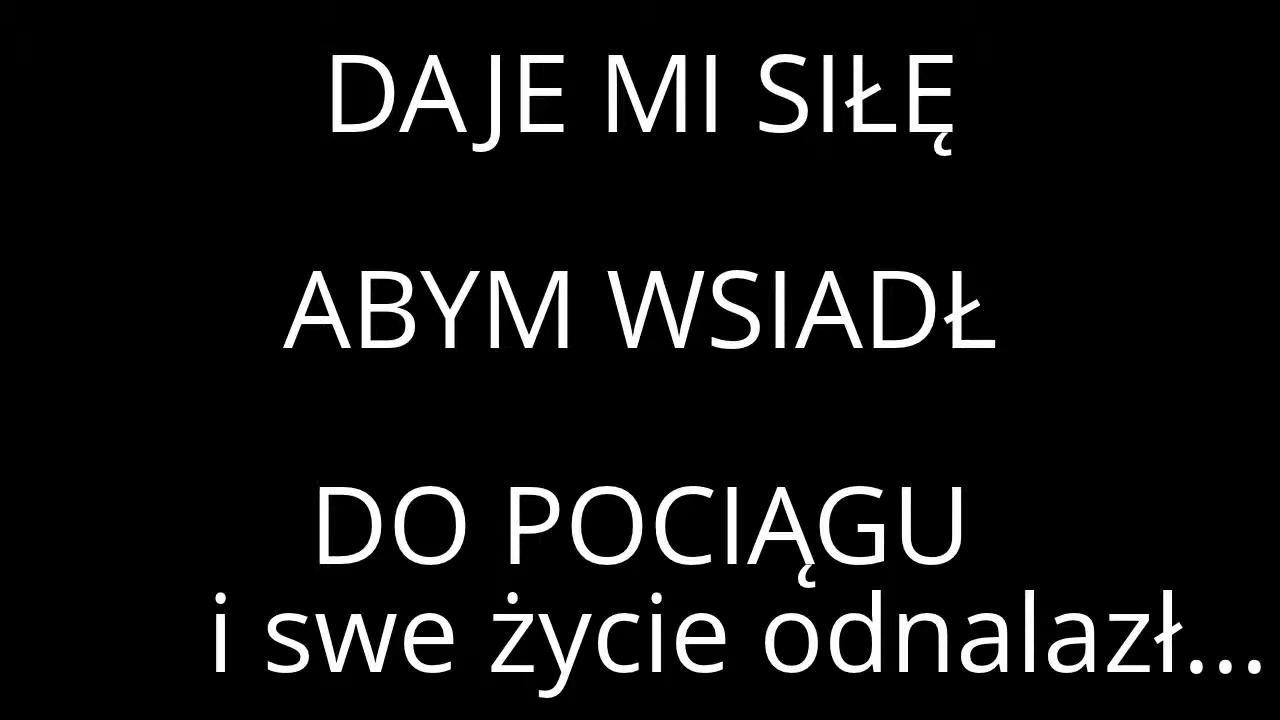 DAJE MI SIŁĘ
ABYM WSIADŁ
DO POCIĄGU
i swe życie odnalazł...